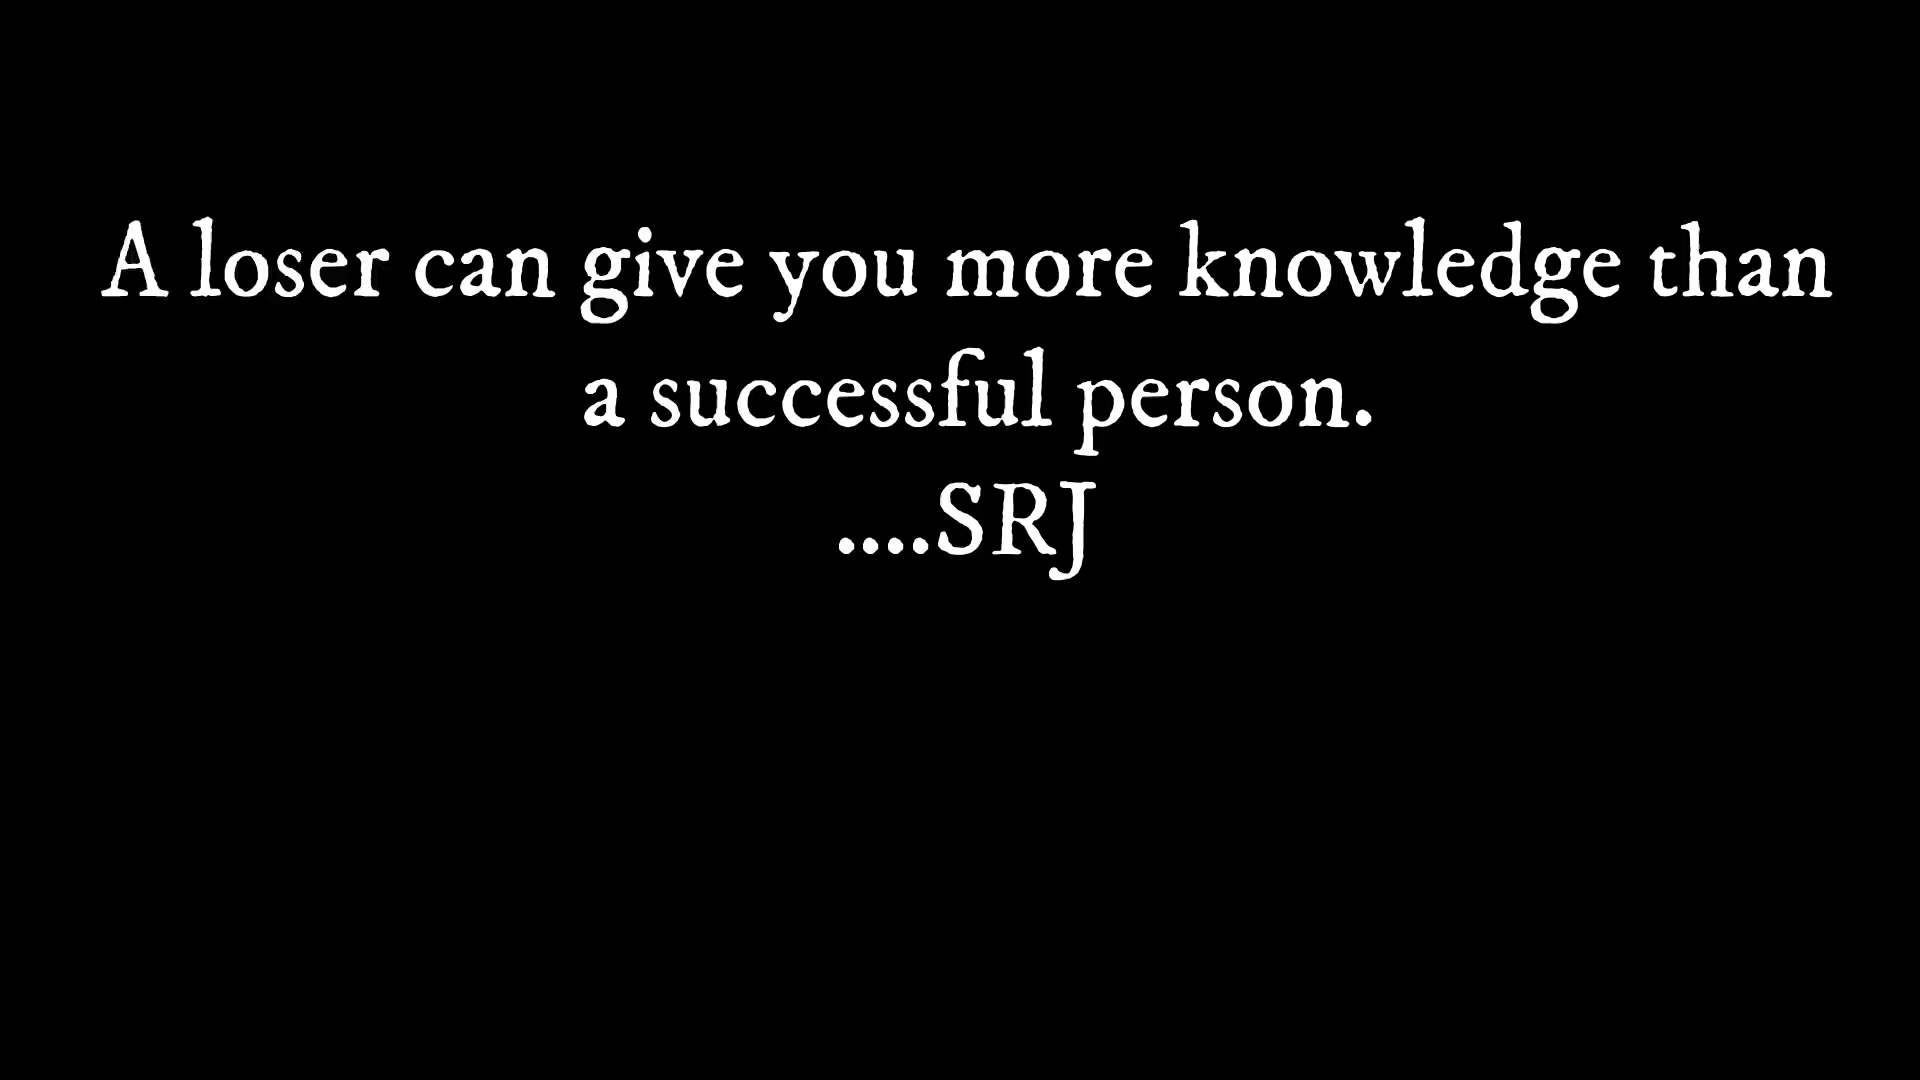 A loser can give you more knowledge than
a successful person.
....SRJ